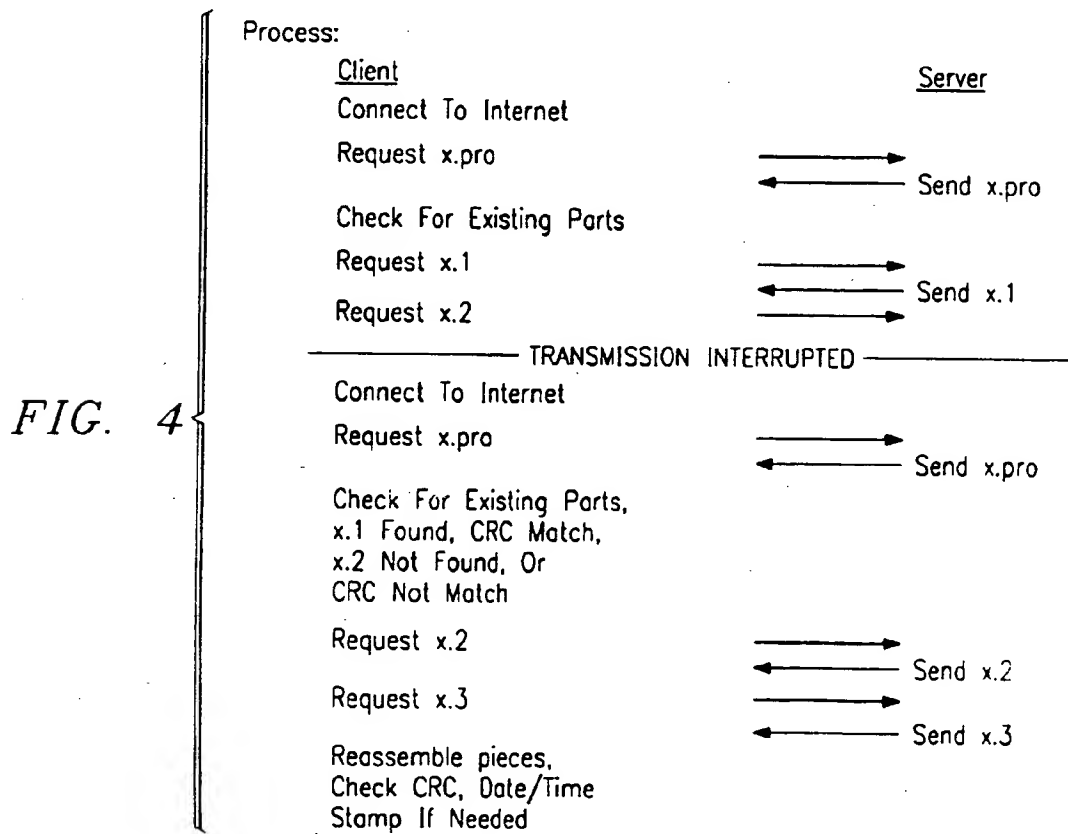 Process:
Client Server
Connect To Internet
Request x.pro
Send x.pro
Check For Existing Parts
Request x.1
Send x.1
Request x.2
TRANSMISSION INTERRUPTED
Connect To Internet
FIG. 4
Request x.pro
Send x.pro
Check For Existing Parts,
x.1 Found, CRC Match,
x.2 Not Found, Or
CRC Not Match
Request x.2
Send x.2
Request x.3
Send x.3
Reassemble pieces,
Check CRC, Date/Time
Stamp If Needed